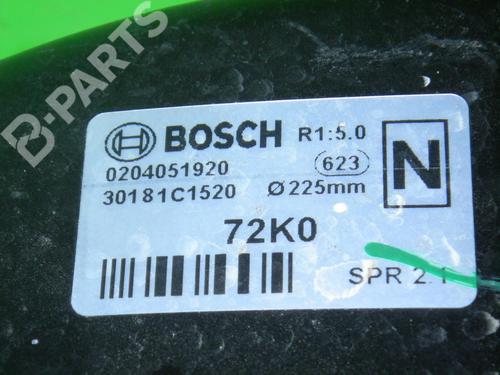 B-PARTS
BOSCH R1:5.0
0204051920 623 N
30181C1520 Ø225mm
72K0
SPR 2.1